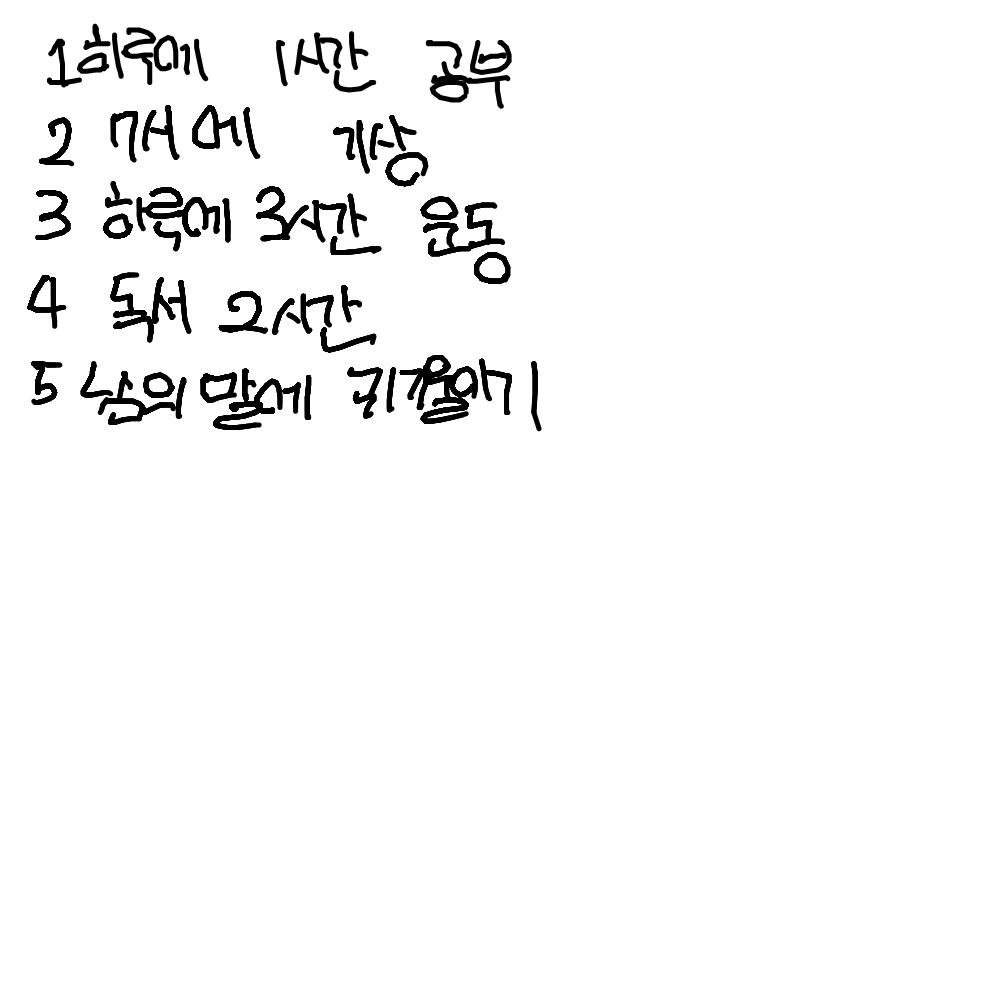 1 하루에 1시간 공부
2 7시에 기상
3 하루에 3시간 운동
4 독서 2시간
5 남의 말에 귀 기울이기